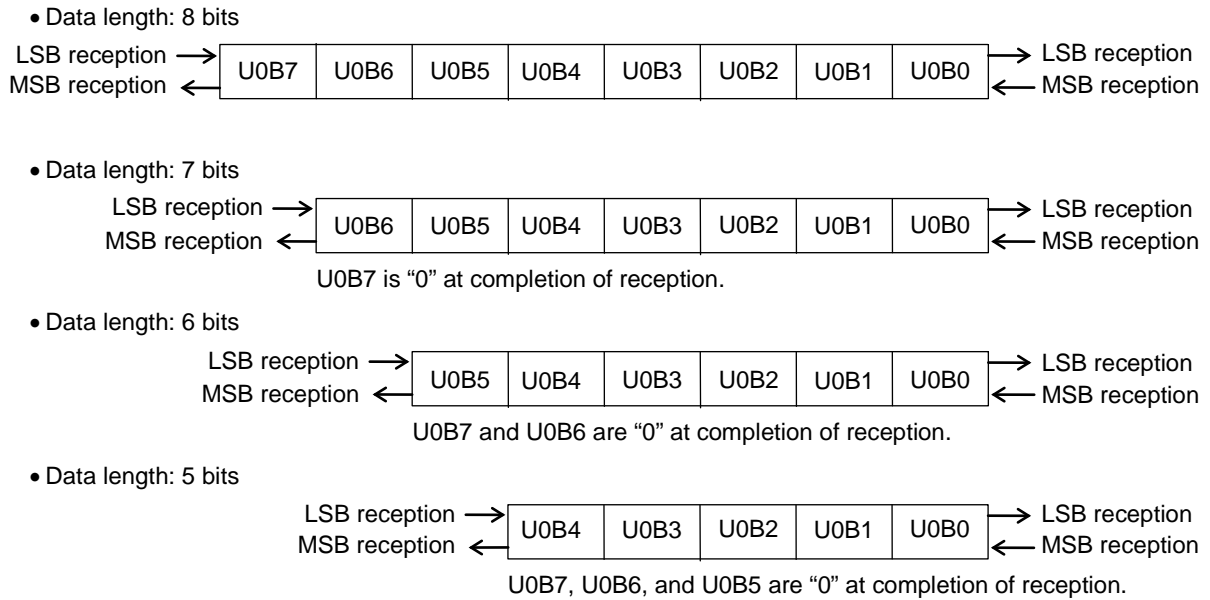 • Data length: 8 bits
LSB reception U0B7 U0B6 U0B5 U0B4 U0B3 U0B2 U0B1 U0B0 LSB reception
MSB reception MSB reception
• Data length: 7 bits
LSB reception U0B6 U0B5 U0B4 U0B3 U0B2 U0B1 U0B0 LSB reception
MSB reception MSB reception
U0B7 is “0” at completion of reception.
• Data length: 6 bits
LSB reception U0B5 U0B4 U0B3 U0B2 U0B1 U0B0 LSB reception
MSB reception MSB reception
U0B7 and U0B6 are “0” at completion of reception.
• Data length: 5 bits
LSB reception U0B4 U0B3 U0B2 U0B1 U0B0 LSB reception
MSB reception MSB reception
U0B7, U0B6, and U0B5 are “0” at completion of reception.